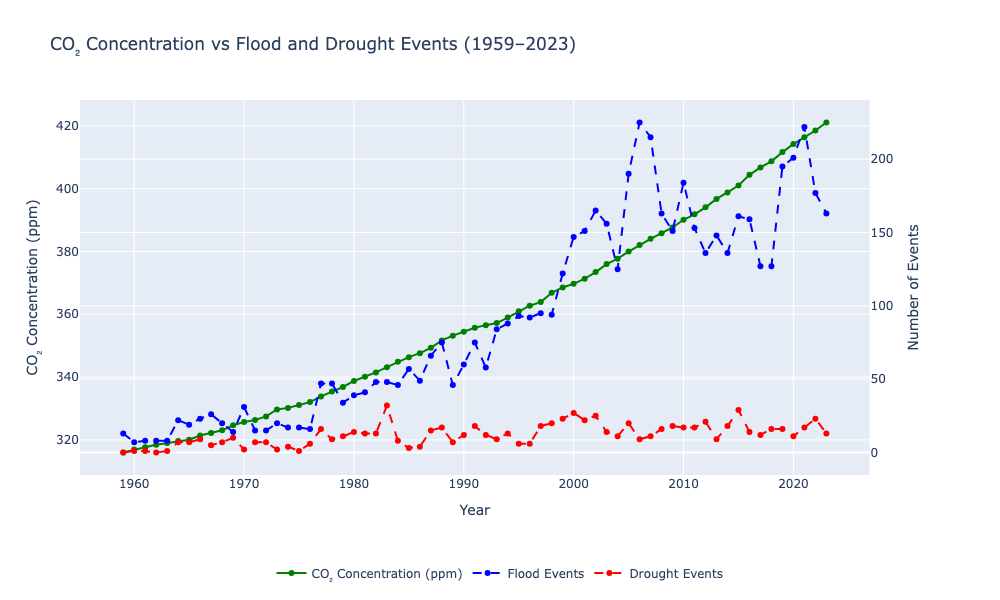 CO₂ Concentration vs Flood and Drought Events (1959–2023)
420
400
380
360
340
320
CO₂ Concentration (ppm)
200
150
100
50
0
Number of Events
1960 1970 1980 1990 2000 2010 2020
Year
CO₂ Concentration (ppm) Flood Events Drought Events